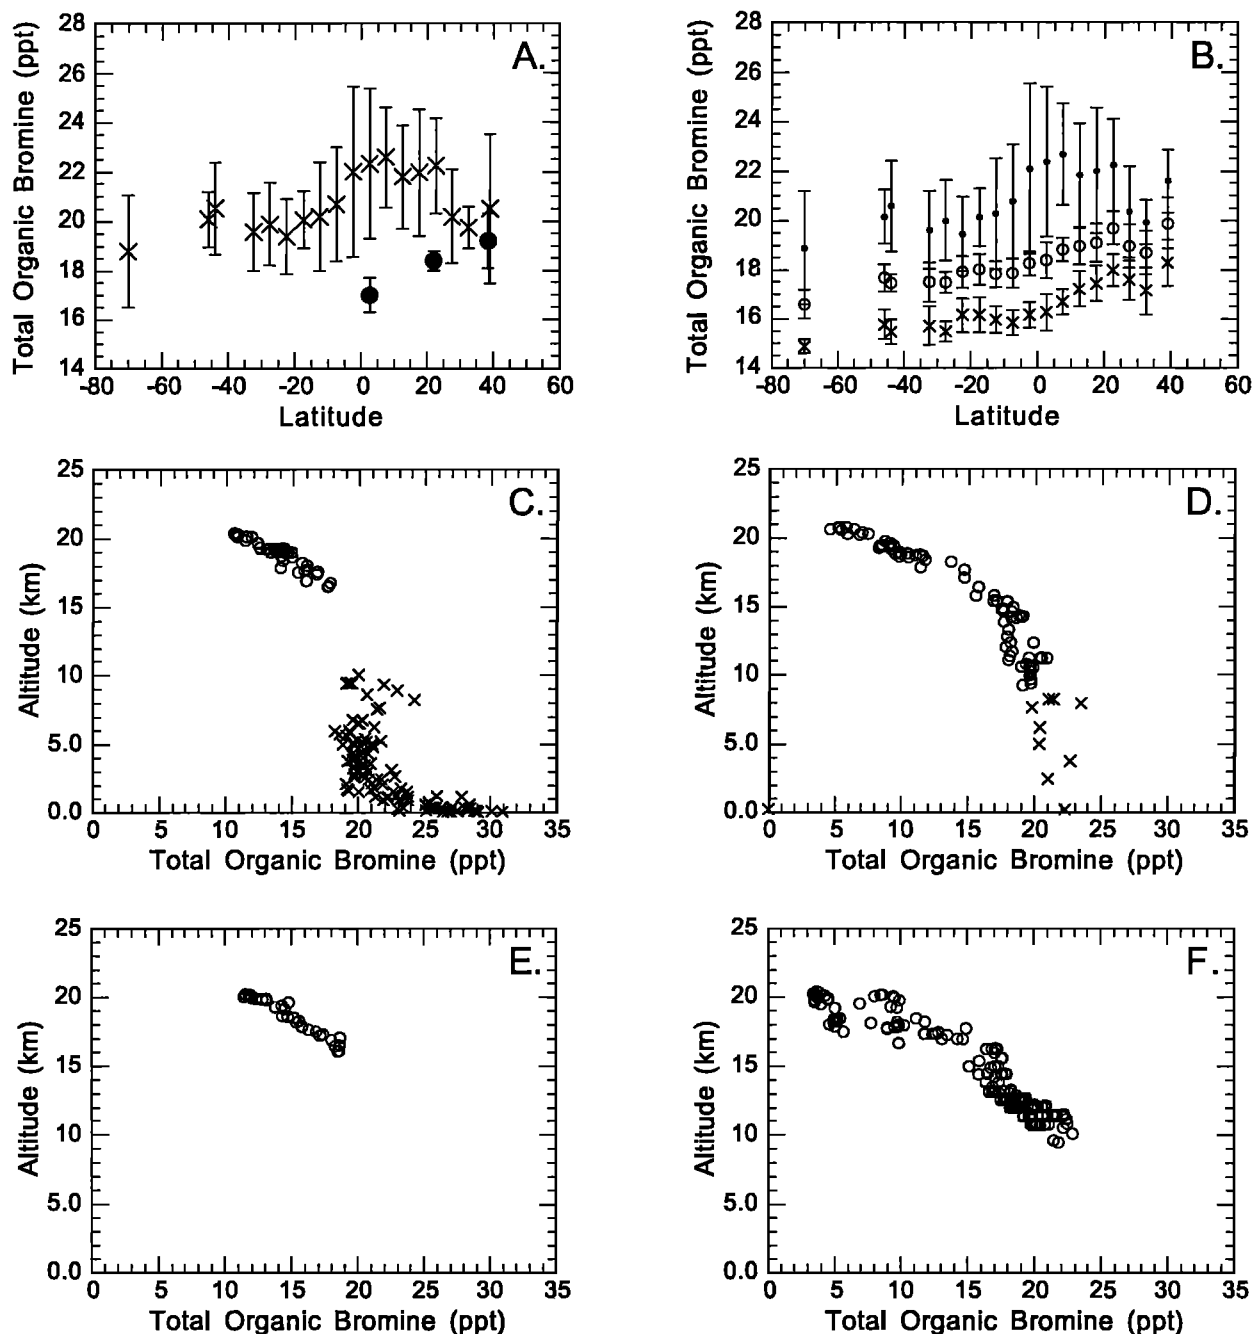 A.
Total Organic Bromine (ppt)
28
26
24
22
20
18
16
14
-80 -60 -40 -20 0 20 40 60
Latitude
B.
Total Organic Bromine (ppt)
28
26
24
22
20
18
16
14
-80 -60 -40 -20 0 20 40 60
Latitude
C.
Altitude (km)
25
20
15
10
5.0
0.0
0 5 10 15 20 25 30 35
Total Organic Bromine (ppt)
D.
Altitude (km)
25
20
15
10
5.0
0.0
0 5 10 15 20 25 30 35
Total Organic Bromine (ppt)
E.
Altitude (km)
25
20
15
10
5.0
0.0
0 5 10 15 20 25 30 35
Total Organic Bromine (ppt)
F.
Altitude (km)
25
20
15
10
5.0
0.0
0 5 10 15 20 25 30 35
Total Organic Bromine (ppt)